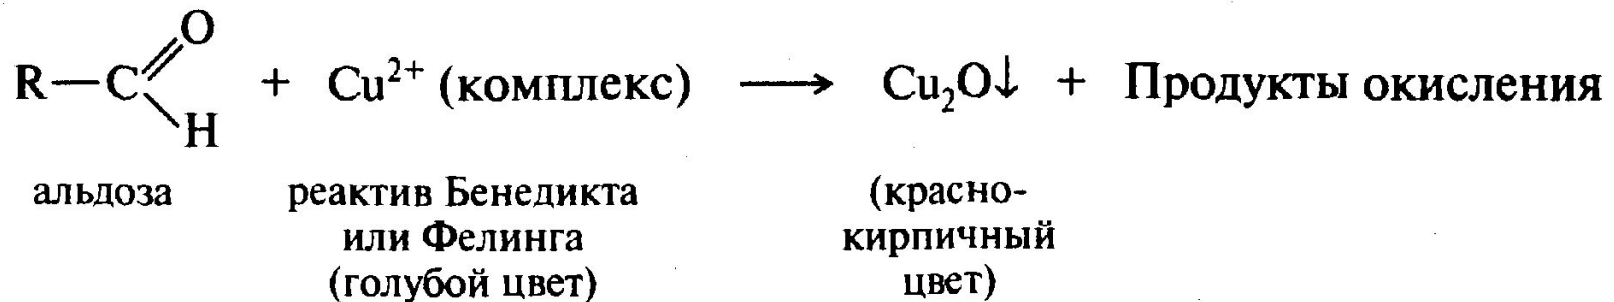 R—C
O
H
+ Cu²⁺ (комплекс) ⟶ Cu₂O↓ + Продукты окисления
альдоза
реактив Бенедикта
или Фелинга
(голубой цвет)
(красно-
кирпичный
цвет)